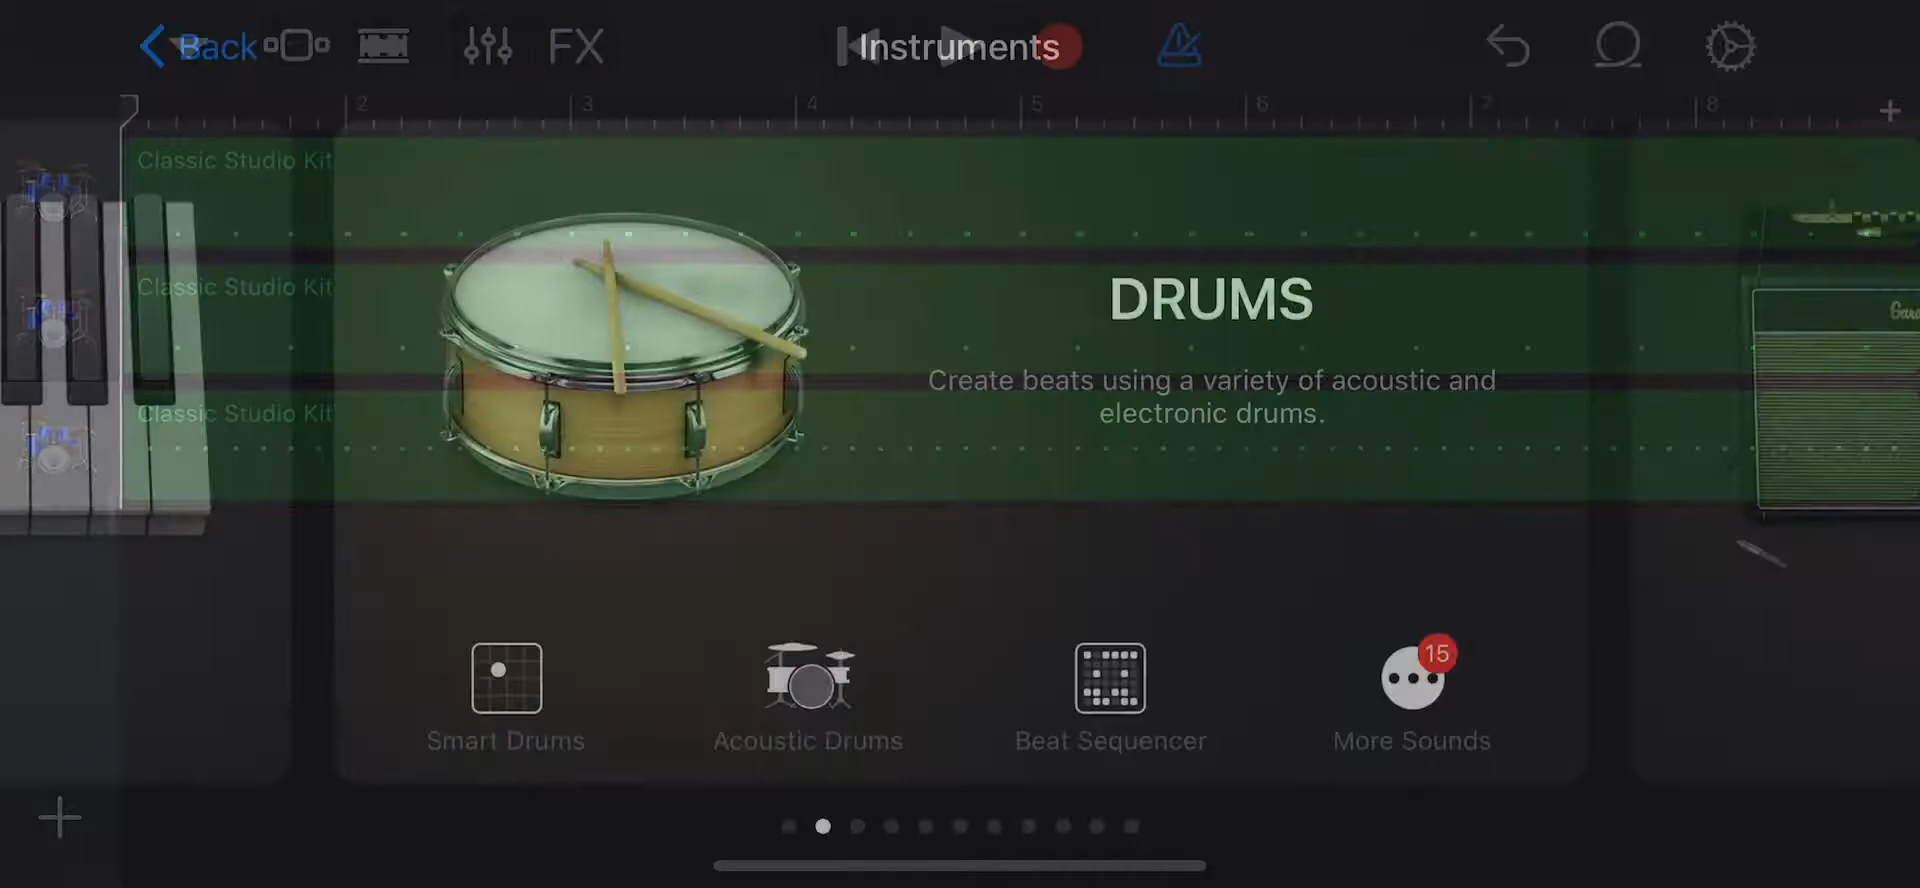 Back
FX
Instruments
2 3 4 5 6 7 8
Classic Studio Kit
Classic Studio Kit
Classic Studio Kit
DRUMS
Create beats using a variety of acoustic and
electronic drums.
15
Smart Drums
Acoustic Drums
Beat Sequencer
More Sounds